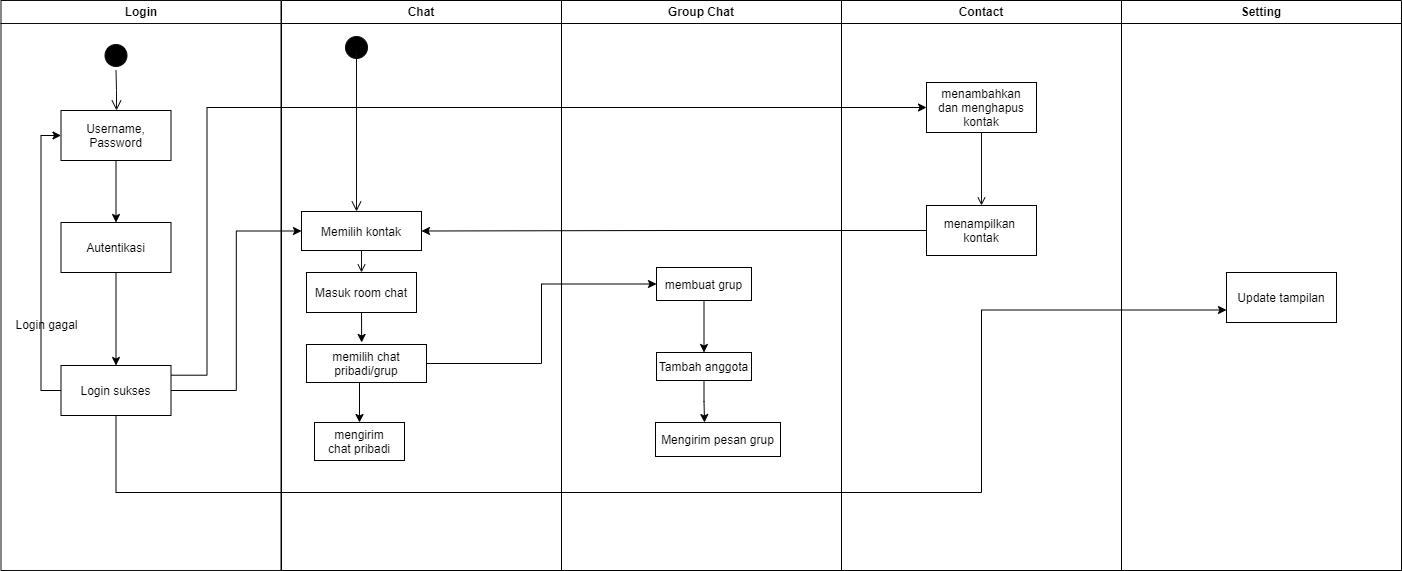 Login
Chat
Group Chat
Contact
Setting
Username,
Password
Autentikasi
Login gagal
Login sukses
Memilih kontak
Masuk room chat
memilih chat
pribadi/grup
mengirim
chat pribadi
membuat grup
Tambah anggota
Mengirim pesan grup
menambahkan
dan menghapus
kontak
menampilkan
kontak
Update tampilan